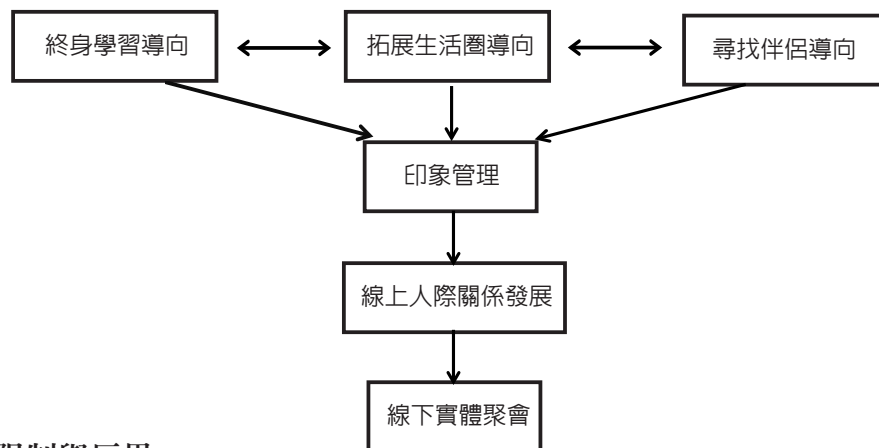 終身學習導向
拓展生活圈導向
尋找伴侶導向
印象管理
線上人際關係發展
線下實體聚會